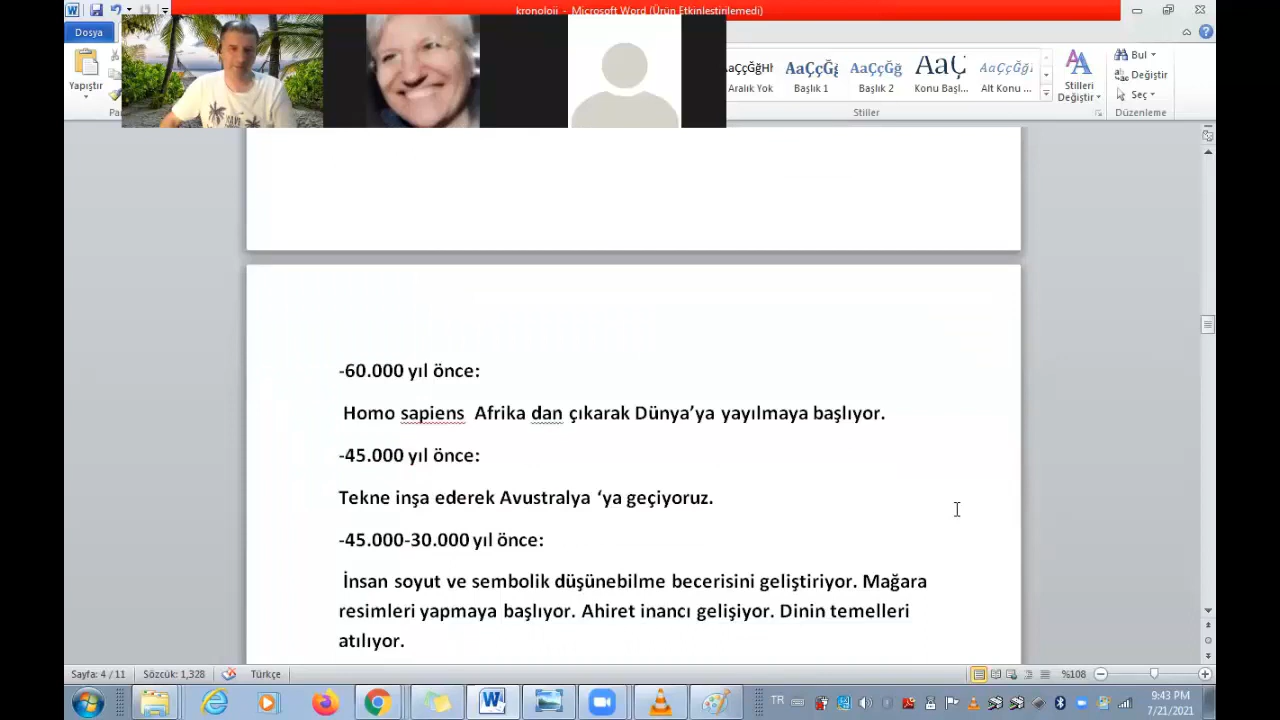 kronoloji - Microsoft Word (Ürün Etkinleştirilemedi)
Dosya
Yapıştır
AaÇçĞğHł AaÇçĞğ AaÇçĞğ AaÇç AaÇçĞğ
Aralık Yok Başlık 1 Başlık 2 Konu Başl... Alt Konu ...
Stilleri
Değiştir
Bul
Değiştir
Seç
Stiller
Düzenleme
-60.000 yıl önce:
Homo sapiens Afrika dan çıkarak Dünya’ya yayılmaya başlıyor.
-45.000 yıl önce:
Tekne inşa ederek Avustralya ‘ya geçiyoruz.
-45.000-30.000 yıl önce:
İnsan soyut ve sembolik düşünebilme becerisini geliştiriyor. Mağara
resimleri yapmaya başlıyor. Ahiret inancı gelişiyor. Dinin temelleri
atılıyor.
Sayfa: 4 / 11 Sözcük: 1,328 Türkçe %108
TR
9:43 PM
7/21/2021